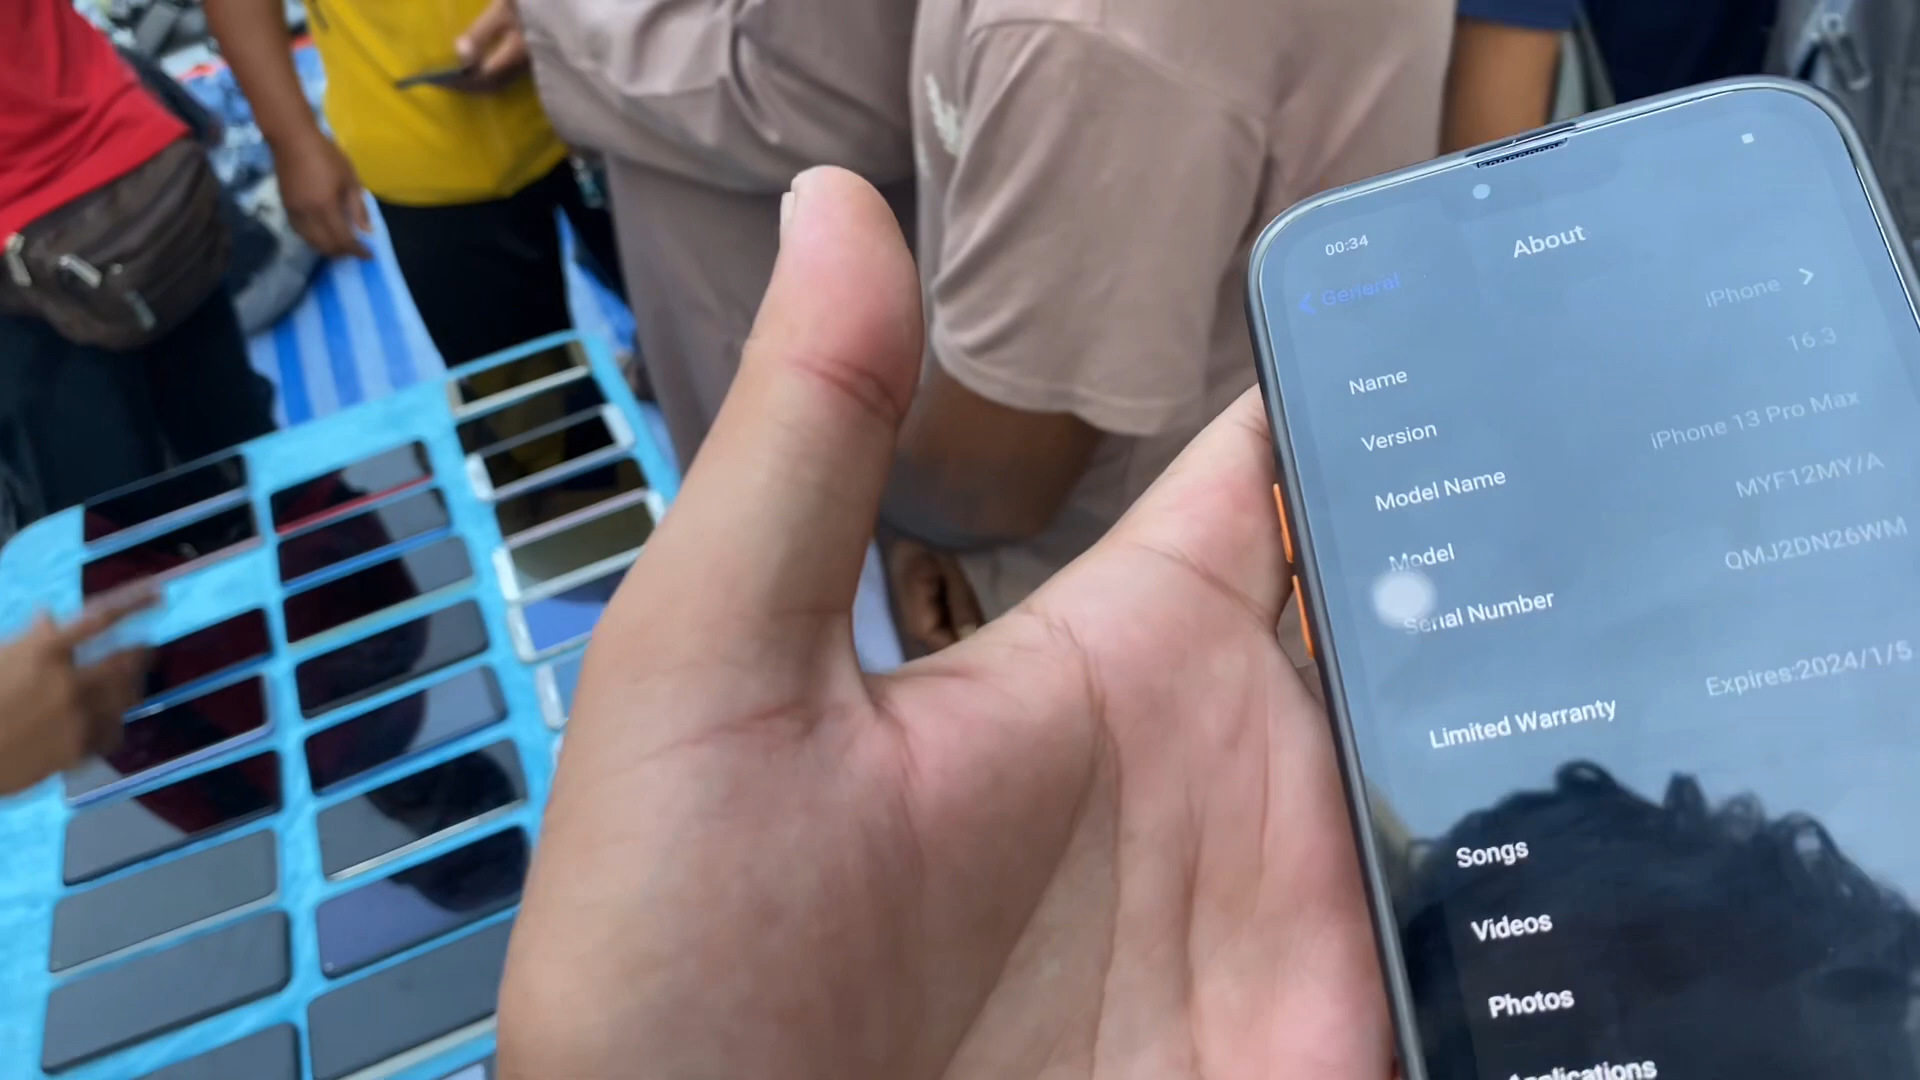 00:34
About
General
Name iPhone
Version 16.3
Model Name iPhone 13 Pro Max
Model MYF12MY/A
Serial Number QMJ2DN26WM
Limited Warranty Expires:2024/1/5
Songs
Videos
Photos
Applications